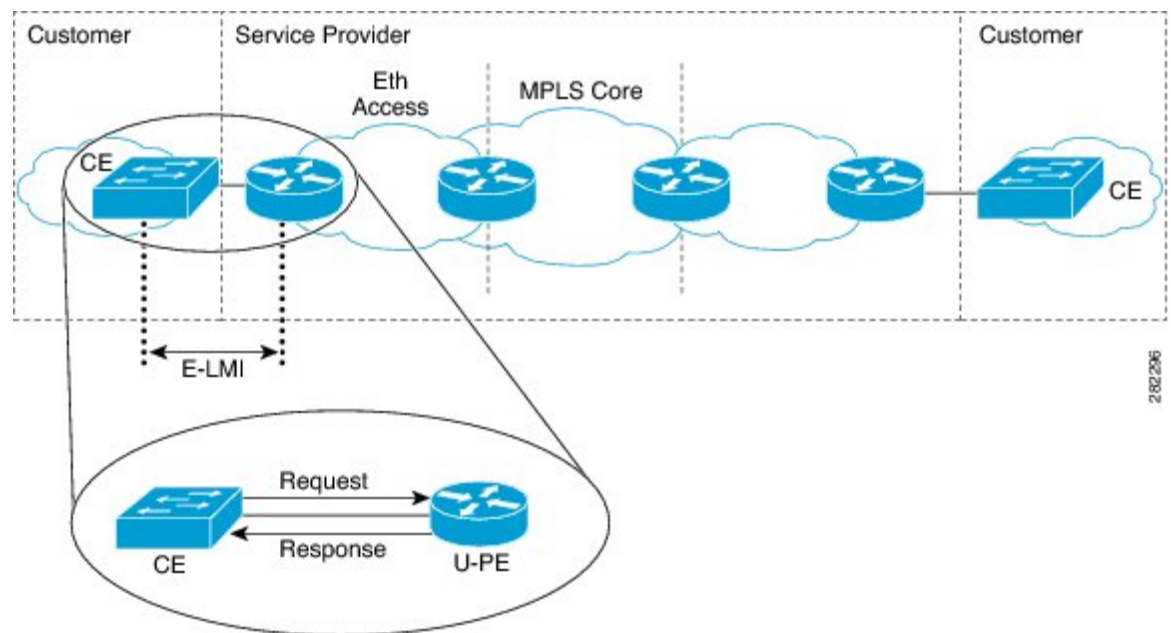 Customer
Service Provider
Customer
Eth
Access
MPLS Core
CE
CE
E-LMI
282296
Request
Response
CE
U-PE